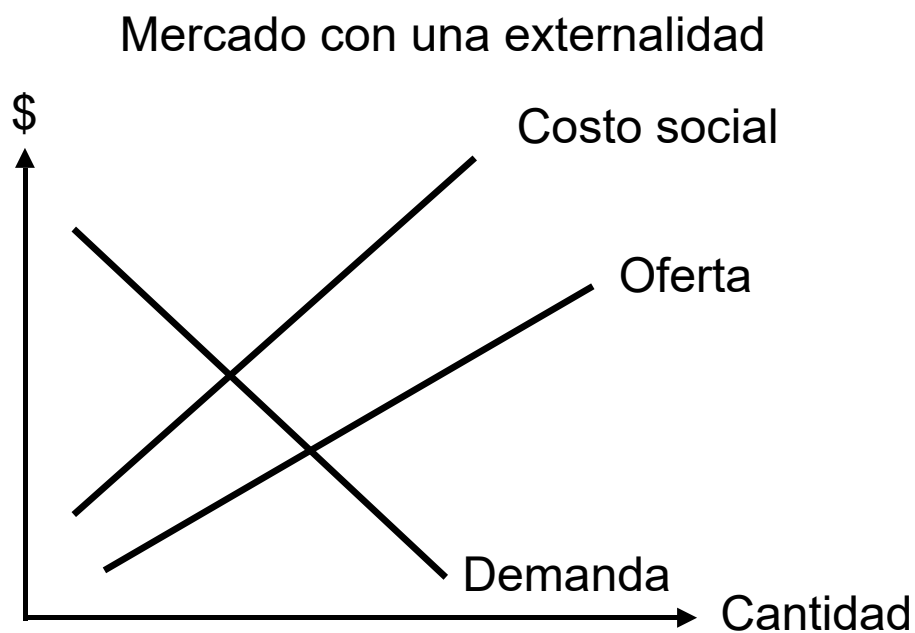 Mercado con una externalidad
$
Costo social
Oferta
Demanda
Cantidad